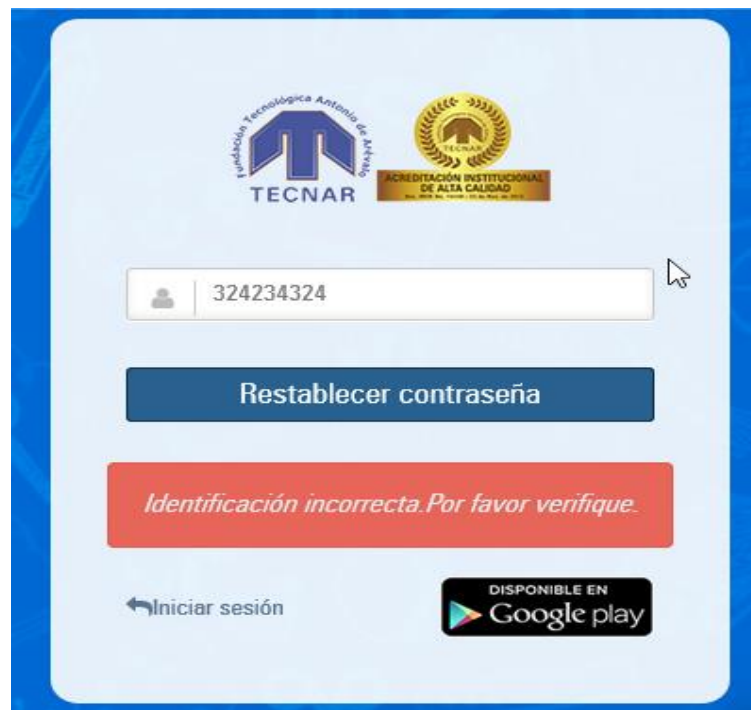 Fundación Tecnológica Antonio de Arévalo
TECNAR
TECNAR
ACREDITACIÓN INSTITUCIONAL
DE ALTA CALIDAD
324234324
Restablecer contraseña
Identificación incorrecta.Por favor verifique.
Iniciar sesión
DISPONIBLE EN
Google play